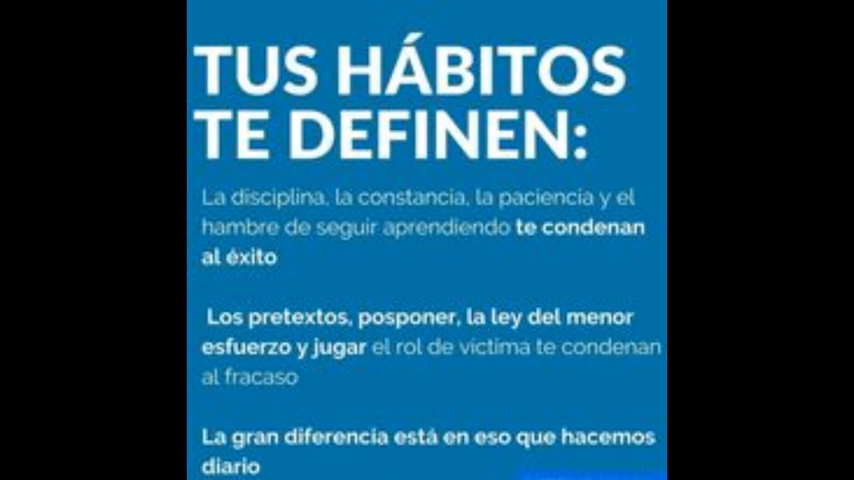 TUS HÁBITOS
TE DEFINEN:
La disciplina, la constancia, la paciencia y el
hambre de seguir aprendiendo te condenan
al éxito
Los pretextos, posponer, la ley del menor
esfuerzo y jugar el rol de víctima te condenan
al fracaso
La gran diferencia está en eso que hacemos
diario